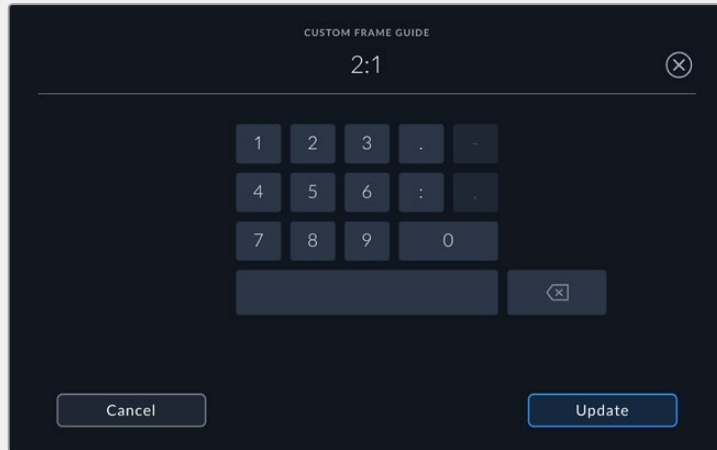 CUSTOM FRAME GUIDE
2:1
1 2 3 . -
4 5 6 : ,
7 8 9 0
Cancel Update